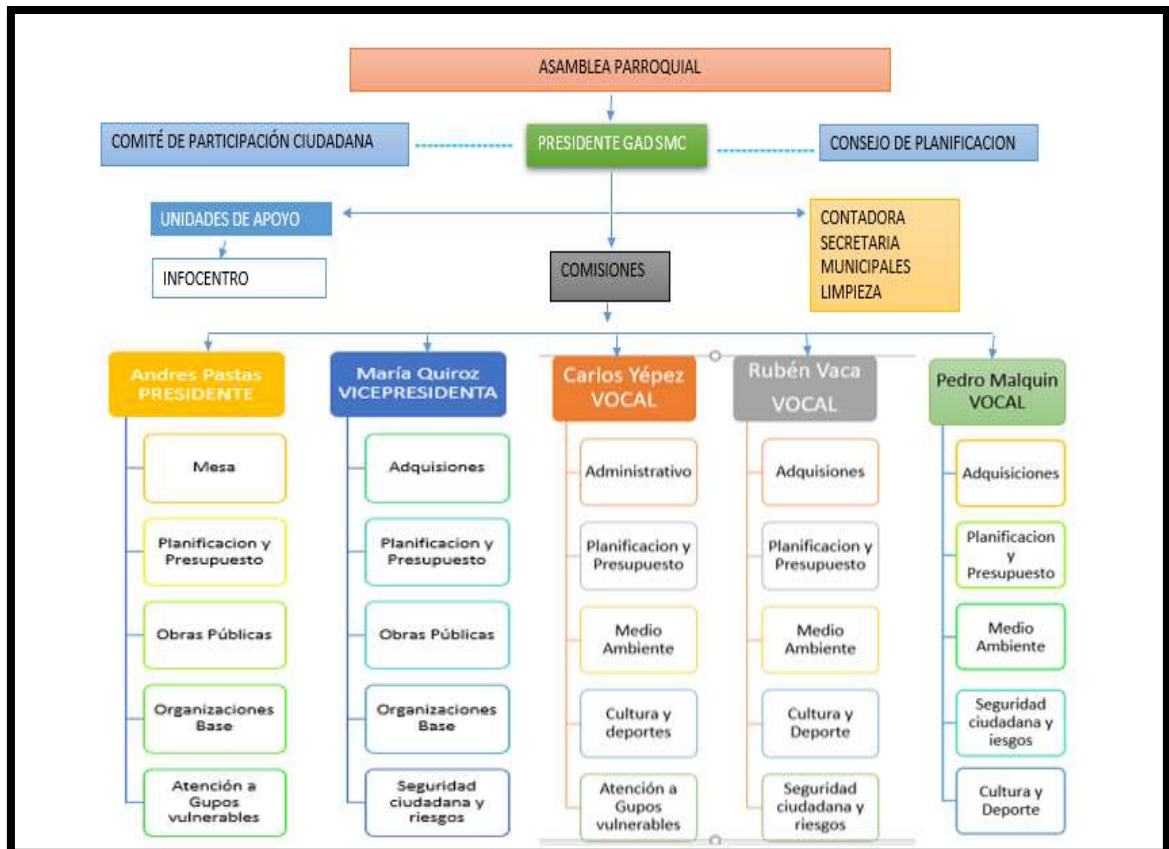 ASAMBLEA PARROQUIAL
COMITÉ DE PARTICIPACIÓN CIUDADANA
PRESIDENTE GAD SMC
CONSEJO DE PLANIFICACION
UNIDADES DE APOYO
INFOCENTRO
COMISIONES
CONTADORA
SECRETARIA
MUNICIPALES
LIMPIEZA
Andres Pastas
PRESIDENTE
Mesa
Planificacion y
Presupuesto
Obras Públicas
Organizaciones
Base
Atención a
Gupos
vulnerables
María Quiroz
VICEPRESIDENTA
Adquisiones
Planificacion y
Presupuesto
Obras Públicas
Organizaciones
Base
Seguridad
ciudadana y
riesgos
Carlos Yépez
VOCAL
Administrativo
Planificacion y
Presupuesto
Medio
Ambiente
Cultura y
deportes
Atención a
Gupos
vulnerables
Rubén Vaca
VOCAL
Adquisiones
Planificacion y
Presupuesto
Medio
Ambiente
Cultura y
Deporte
Seguridad
ciudadana y
riesgos
Pedro Malquin
VOCAL
Adquisiciones
Planificacion
y
Presupuesto
Medio
Ambiente
Seguridad
ciudadana y
iesgos
Cultura y
Deporte